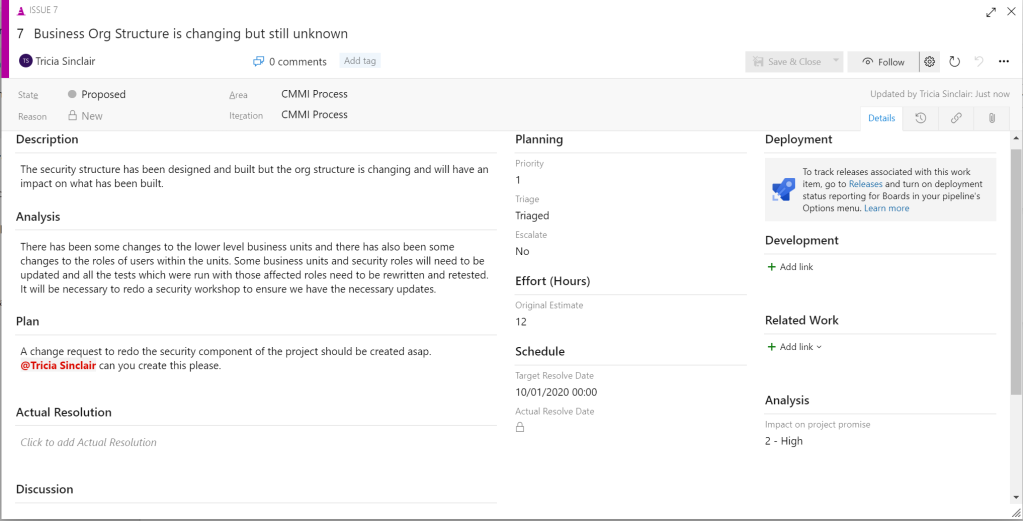 ISSUE 7
7 Business Org Structure is changing but still unknown
TS Tricia Sinclair
0 comments
Add tag
Save & Close
Follow
State
Proposed
Area
CMMI Process
Updated by Tricia Sinclair: Just now
Reason
New
Iteration
CMMI Process
Details
Description
The security structure has been designed and built but the org structure is changing and will have an
impact on what has been built.
Analysis
There has been some changes to the lower level business units and there has also been some
changes to the roles of users within the units. Some business units and security roles will need to be
updated and all the tests which were run with those affected roles need to be rewritten and retested.
It will be necessary to redo a security workshop to ensure we have the necessary updates.
Plan
A change request to redo the security component of the project should be created asap.
@Tricia Sinclair can you create this please.
Actual Resolution
Click to add Actual Resolution
Discussion
Planning
Priority
1
Triage
Triaged
Escalate
No
Effort (Hours)
Original Estimate
12
Schedule
Target Resolve Date
10/01/2020 00:00
Actual Resolve Date
Deployment
To track releases associated with this work
item, go to Releases and turn on deployment
status reporting for Boards in your pipeline's
Options menu. Learn more
Development
+ Add link
Related Work
+ Add link
Analysis
Impact on project promise
2 - High